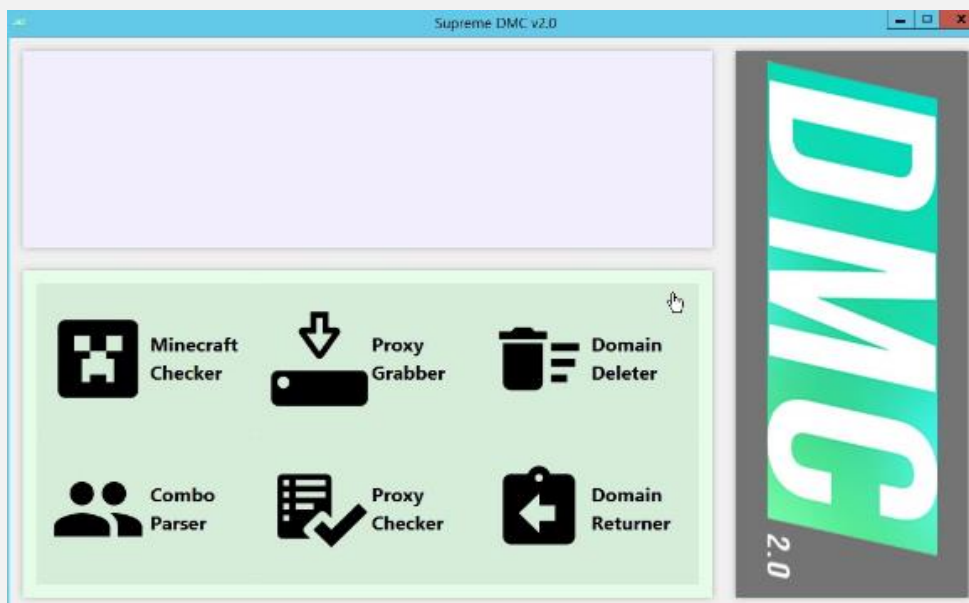 Supreme DMC v2.0
Minecraft
Checker
Proxy
Grabber
Domain
Deleter
Combo
Parser
Proxy
Checker
Domain
Returner
DMC
2.0